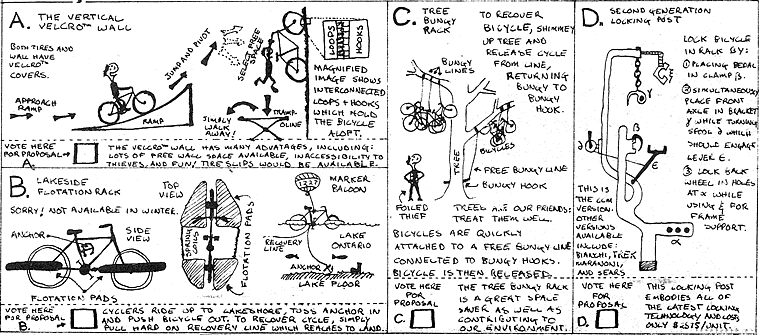 A. THE VERTICAL
VELCRO™ WALL
BOTH TIRES AND
WALL HAVE
VELCRO™
COVERS.
APPROACH
RAMP
RAMP
JUMP AND PIVOT
SELECT FREE
SPACE
SIMPLY
WALK
AWAY!
TRAMP-
OLINE
LOOPS
HOOKS
MAGNIFIED
IMAGE SHOWS
INTERCONNECTED
LOOPS + HOOKS
WHICH HOLD
THE BICYCLE
ALOFT.
VOTE HERE
FOR PROPOSAL
A.
THE VELCRO™ WALL HAS MANY ADVATAGES, INCLUDING:
LOTS OF FREE WALL SPACE AVAILABLE, INACCESSIBILITY TO
THIEVES, AND FUN! TIRE SLIPS WOULD BE AVAILABLE.
B. LAKESIDE
FLOTATION RACK
SORRY! NOT AVAILABLE IN WINTER.
ANCHOR
SIDE
VIEW
FLOTATION PADS
TOP
VIEW
FLOTATION PADS
MARKER
BALOON
1227
RECOVERY
LINE
LAKE
ONTARIO
ANCHOR
LAKE FLOOR
VOTE HERE
FOR PROPOSAL
B.
CYCLERS RIDE UP TO LAKESHORE, TOSS ANCHOR IN
AND PUSH BICYCLE OUT. TO RECOVER CYCLE, SIMPLY
PULL HARD ON RECOVERY LINE WHICH REACHES TO LAND.
C. TREE
BUNGY
RACK
TO RECOVER
BICYCLE, SHIMMEY
UP TREE AND
RELEASE CYCLE
FROM LINE,
RETURNING
BUNGY TO
BUNGY
HOOK.
BUNGY
LINES
BICYCLES
TREE
FREE BUNGY LINE
BUNGY HOOK
FOILED
THIEF
TREES ARE OUR FRIENDS:
TREAT THEM WELL.
BICYCLES ARE QUICKLY
ATTACHED TO A FREE BUNGY LINE
CONNECTED TO BUNGY HOOKS.
BICYCLE IS THEN RELEASED.
VOTE HERE
FOR
PROPOSAL
C.
THE TREE BUNGY RACK
IS A GREAT SPACE
SAVER AS WELL AS
CONTRIBUTING TO
OUR ENVIRONMENT.
D. SECOND GENERATION
LOCKING POST
LOCK BICYCLE
IN RACK BY:
① PLACING PEDAL
IN CLAMP β.
② SIMULTANEOUSLY
PLACE FRONT
AXLE IN BRACKET
γ WHILE TURNING
SPOOL ∂ WHICH
SHOULD ENGAGE
LEVER ε.
③ LOCK BACK
WHEEL IN HOLES
AT α WHILE
USING ε FOR
FRAME
SUPPORT.
γ
β
∂
ε
α
THIS IS
THE CCM
VERSION.
OTHER
VERSIONS
AVAILABLE
INCLUDE:
BIANCHI, TREK
MARANONI,
AND SEARS
VOTE HERE
FOR
PROPOSAL
D.
THIS LOCKING POST
EMBODIES ALL OF
THE LATEST LOCKING
TECHNOLOGY AND COSTS
ONLY $1275/UNIT.